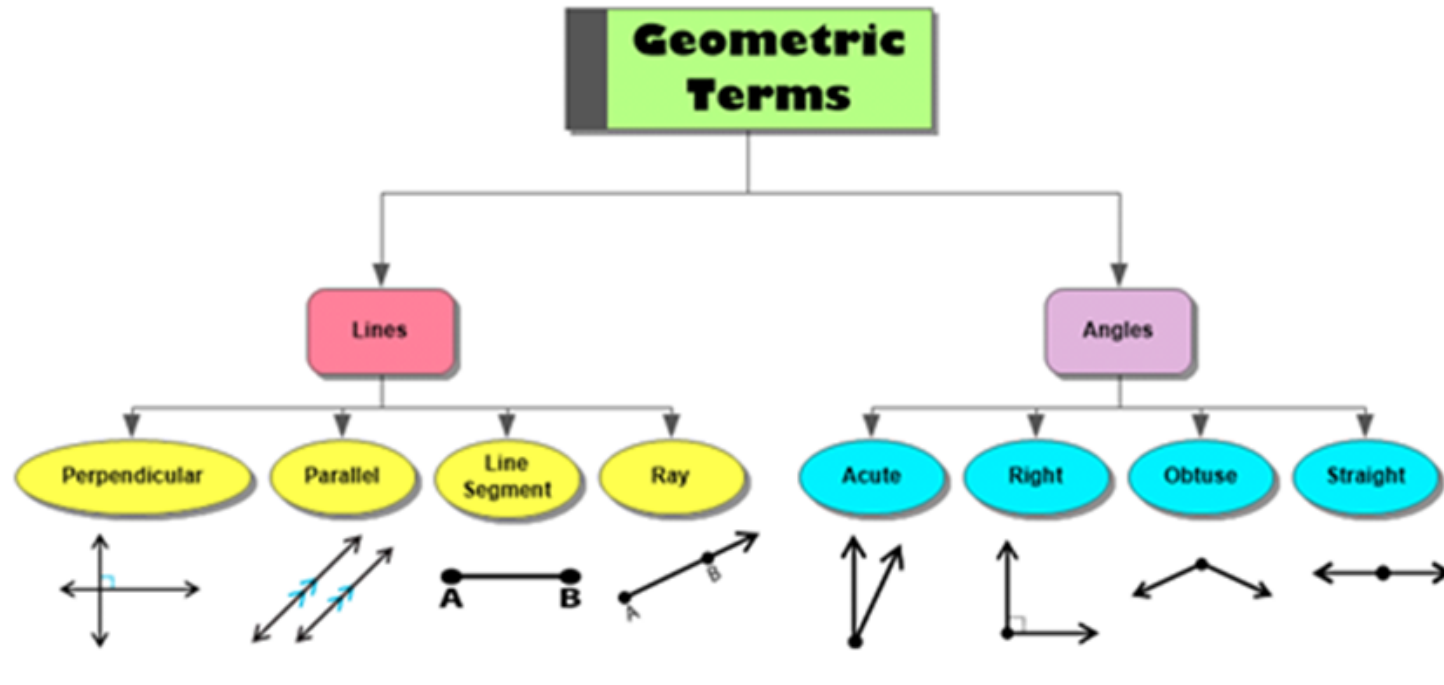 Geometric
Terms
Lines
Angles
Perpendicular
Parallel
Line
Segment
Ray
Acute
Right
Obtuse
Straight
A
B
A
B